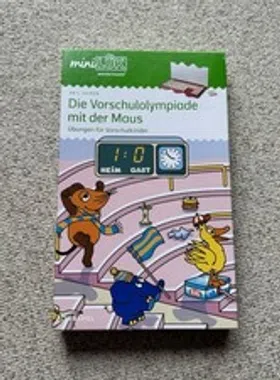 mini LÜK
Die Vorschulolympiade
mit der Maus
Übungen für Vorschulkinder
1:0
HEIM GAST